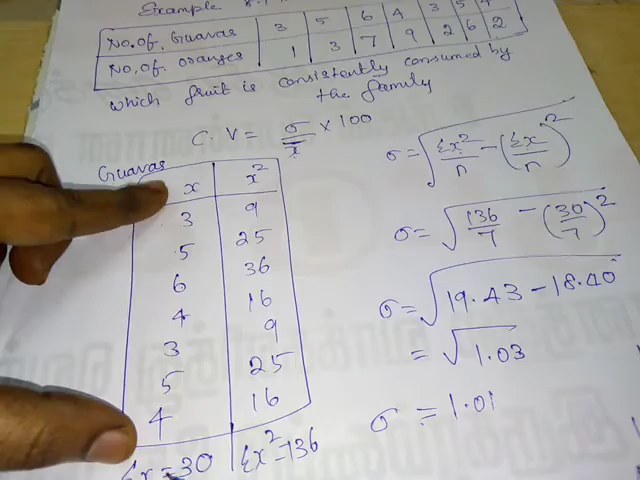 Example 8.
No. of. Guavas 3 5 6 4 3 5 4
No. of oranges 1 3 7 9 2 6 2
which fruit is consistently consumed by
the family
C. V = σ/x̄ × 100
Guavas
x x²
3 9
5 25
6 36
4 16
3 9
5 25
4 16
Σx = 30 Σx² = 136
σ = √(Σx²/n − (Σx/n)²)
σ = √(136/7 − (30/7)²)
σ = √(19.43 − 18.40)
= √1.03
σ = 1.01